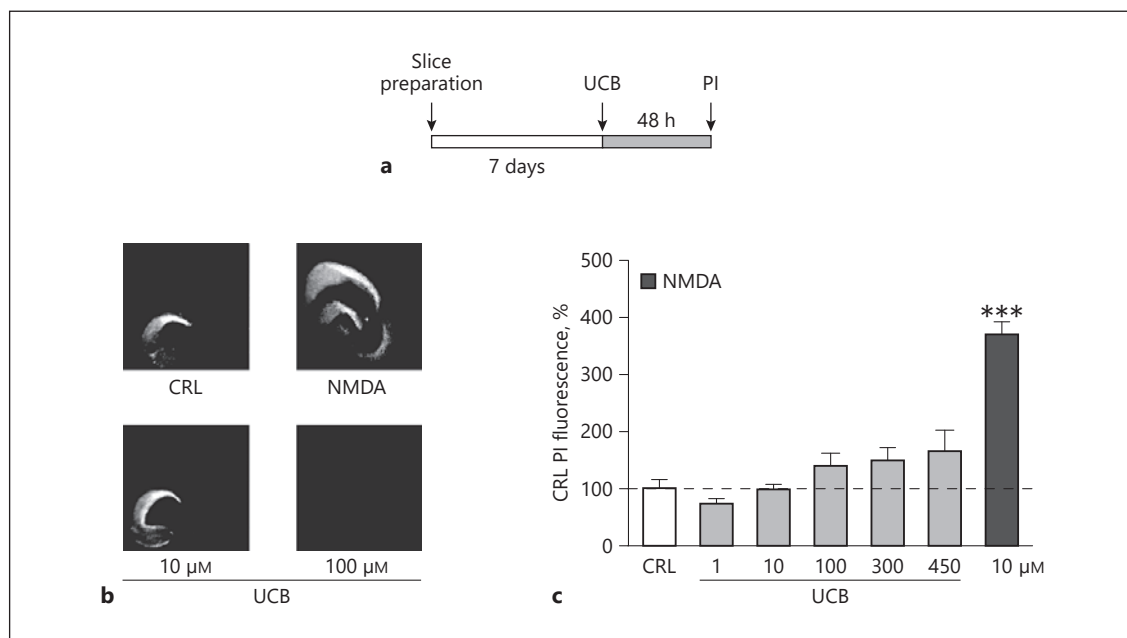 Slice
preparation
UCB
PI
48 h
7 days
a
CRL
NMDA
10 μM
100 μM
UCB
b
500
400
300
200
100
0
CRL PI fluorescence, %
NMDA
***
CRL
1
10
100
300
450
10 μM
UCB
c